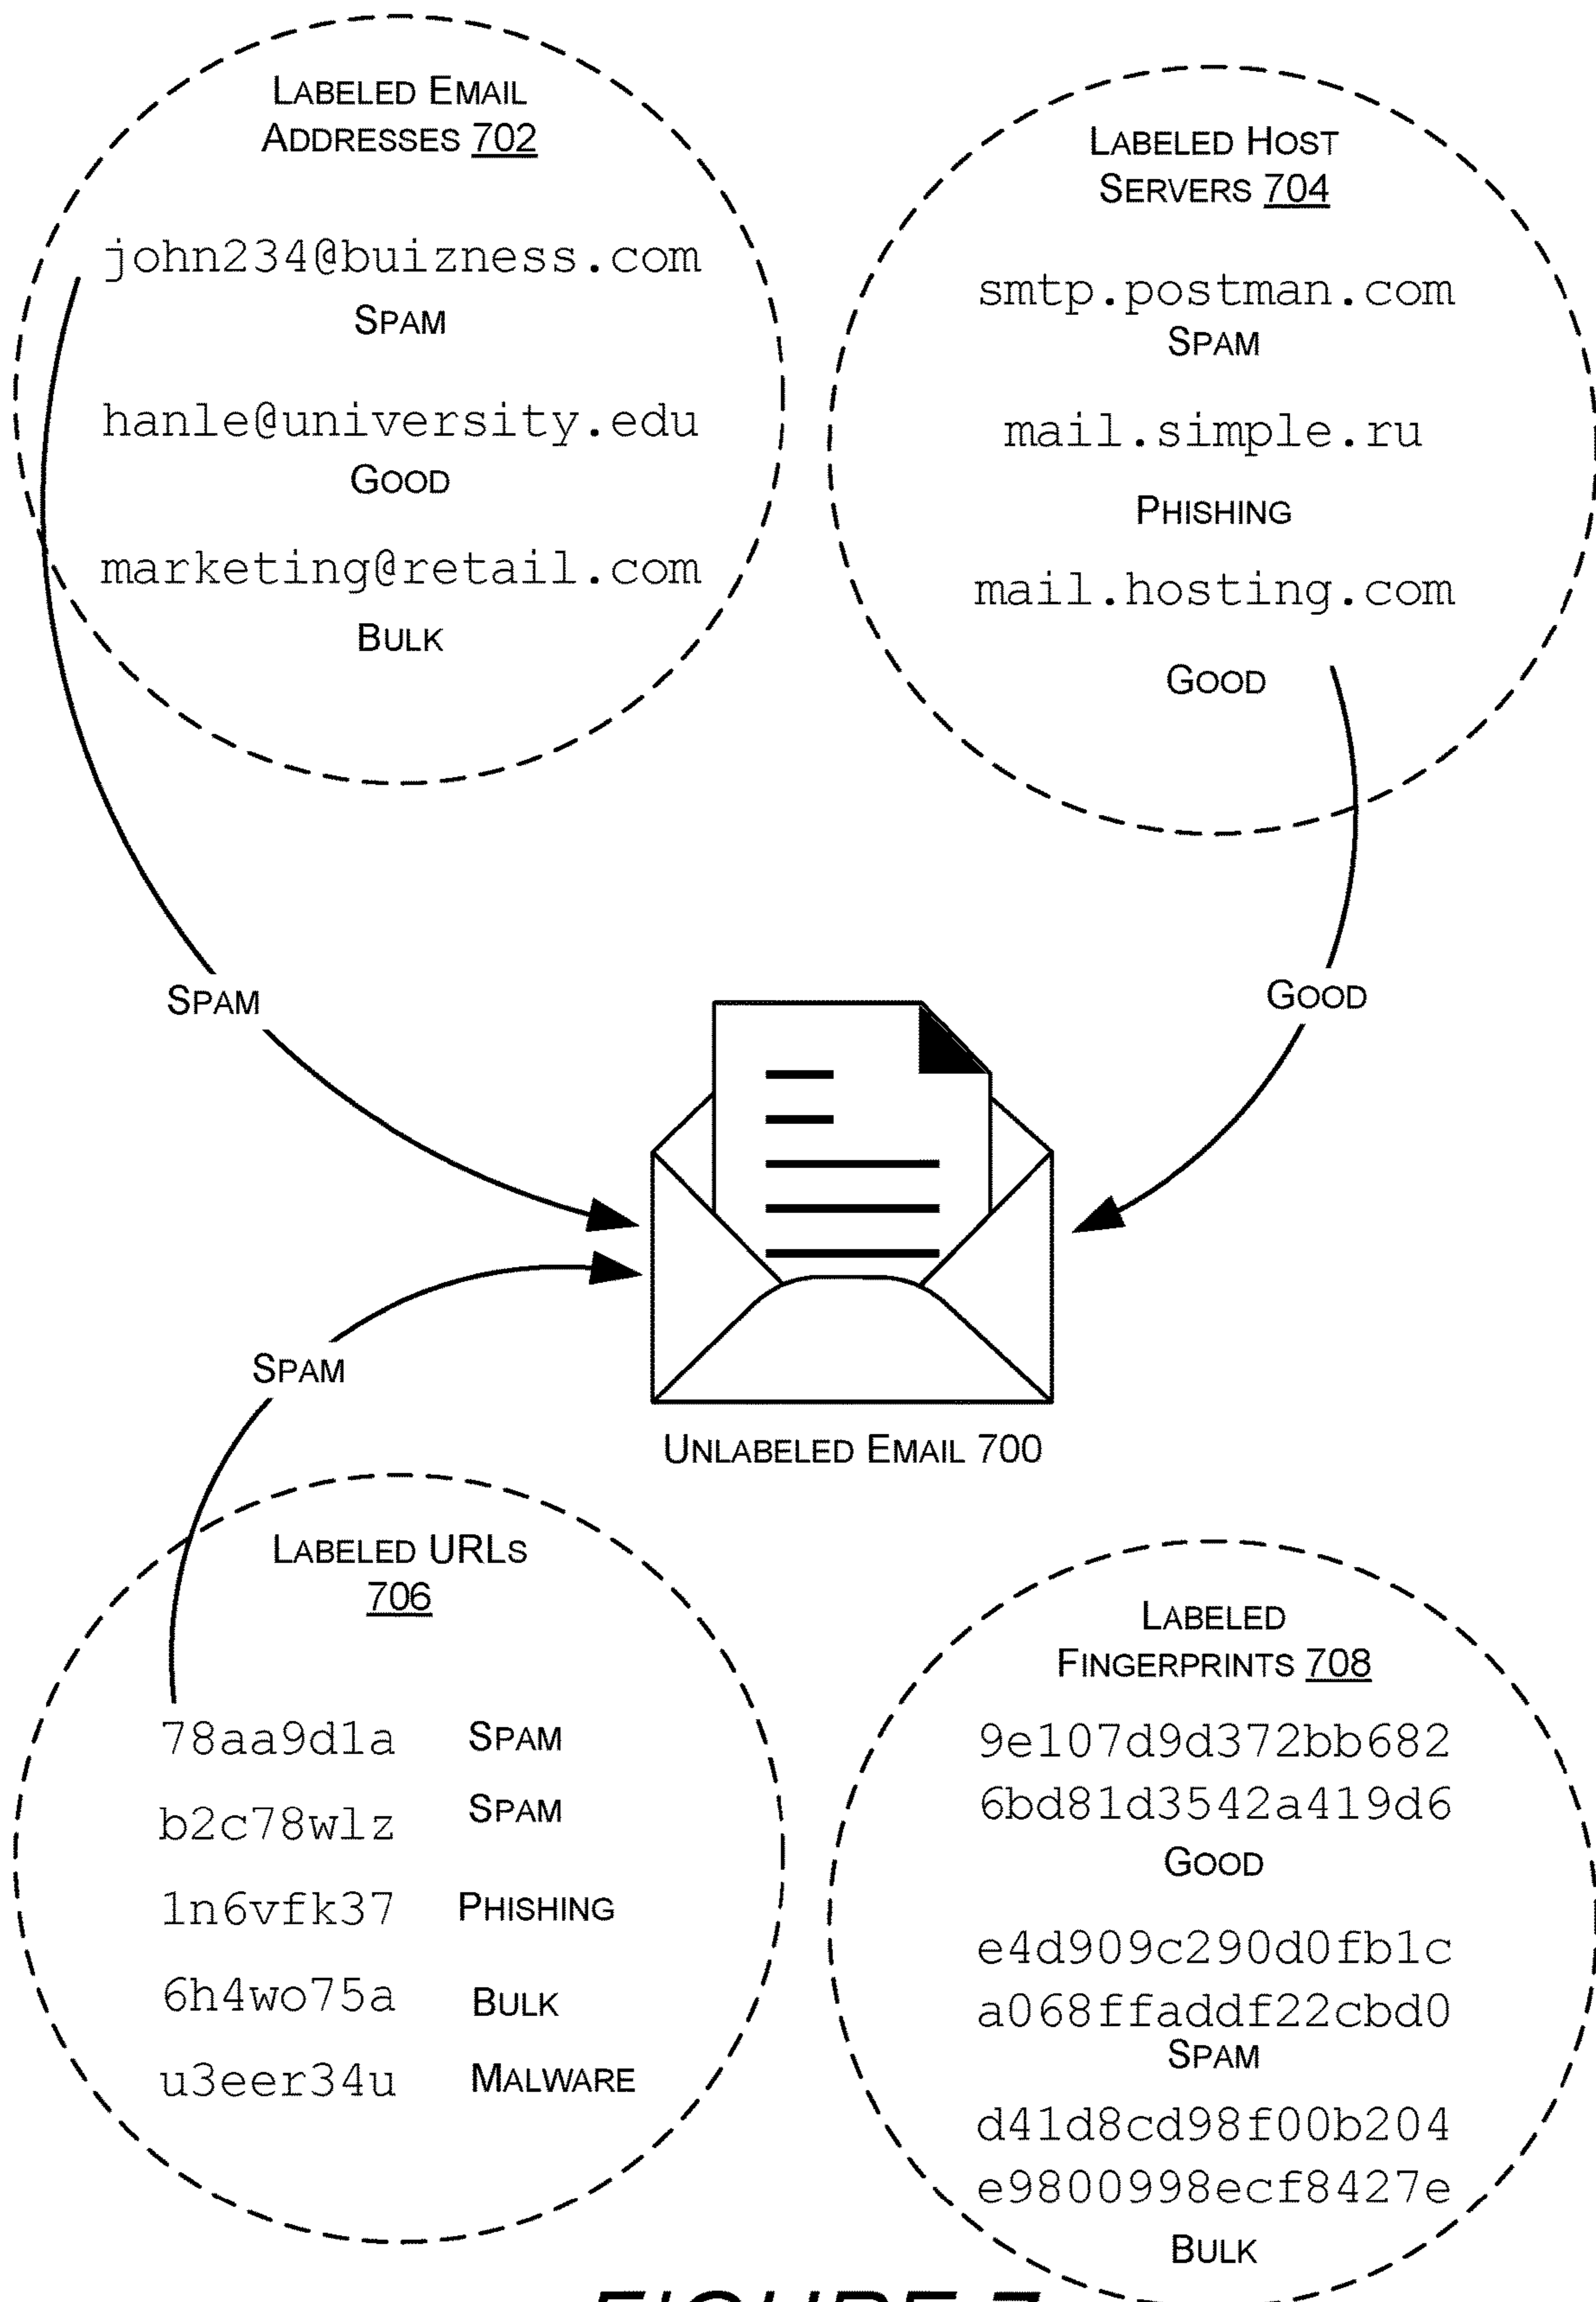 LABELED EMAIL
ADDRESSES 702
john234@buizness.com
SPAM
hanle@university.edu
GOOD
marketing@retail.com
BULK
LABELED HOST
SERVERS 704
smtp.postman.com
SPAM
mail.simple.ru
PHISHING
mail.hosting.com
GOOD
SPAM
GOOD
SPAM
UNLABELED EMAIL 700
LABELED URLS
706
78aa9d1a SPAM
b2c78wlz SPAM
1n6vfk37 PHISHING
6h4wo75a BULK
u3eer34u MALWARE
LABELED
FINGERPRINTS 708
9e107d9d372bb682
6bd81d3542a419d6
GOOD
e4d909c290d0fb1c
a068ffaddf22cbd0
SPAM
d41d8cd98f00b204
e9800998ecf8427e
BULK
FIGURE 7